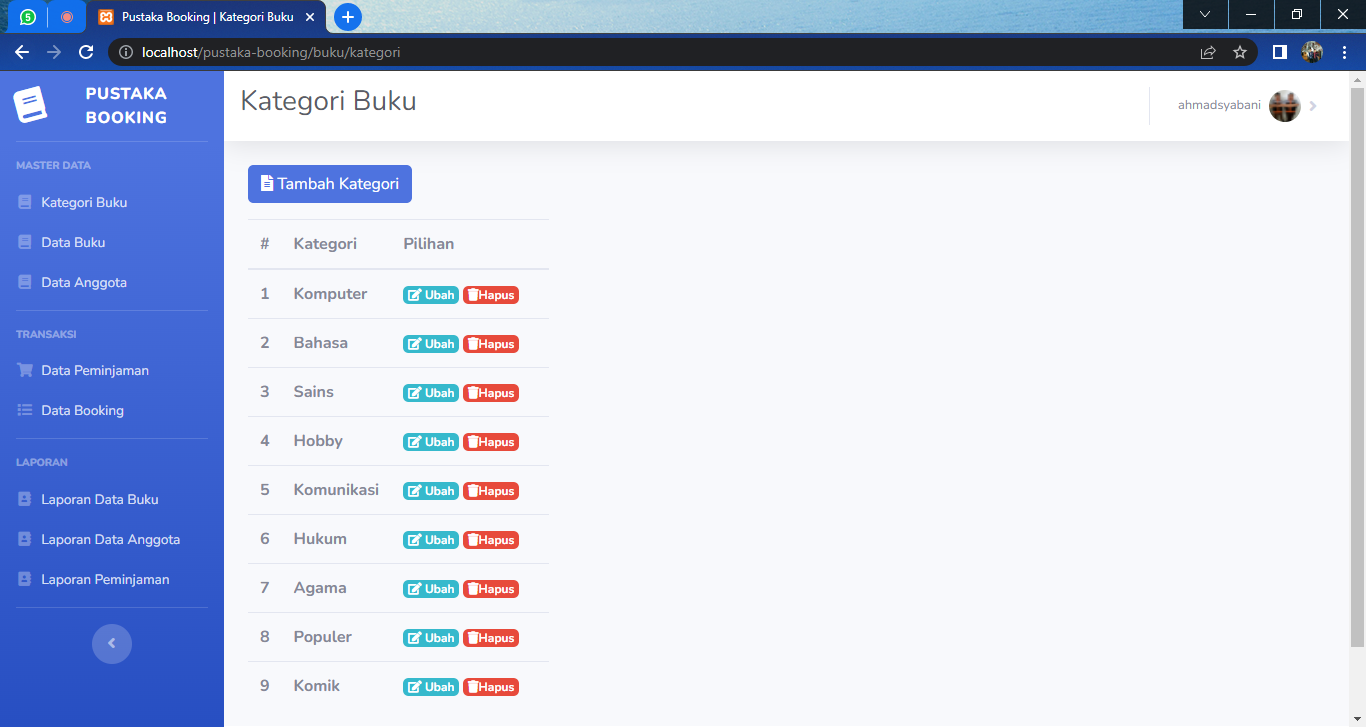 5
Pustaka Booking | Kategori Buku
localhost/pustaka-booking/buku/kategori
PUSTAKA
BOOKING
MASTER DATA
Kategori Buku
Data Buku
Data Anggota
TRANSAKSI
Data Peminjaman
Data Booking
LAPORAN
Laporan Data Buku
Laporan Data Anggota
Laporan Peminjaman
Kategori Buku
ahmadsyabani
Tambah Kategori
# Kategori Pilihan
1 Komputer Ubah Hapus
2 Bahasa Ubah Hapus
3 Sains Ubah Hapus
4 Hobby Ubah Hapus
5 Komunikasi Ubah Hapus
6 Hukum Ubah Hapus
7 Agama Ubah Hapus
8 Populer Ubah Hapus
9 Komik Ubah Hapus